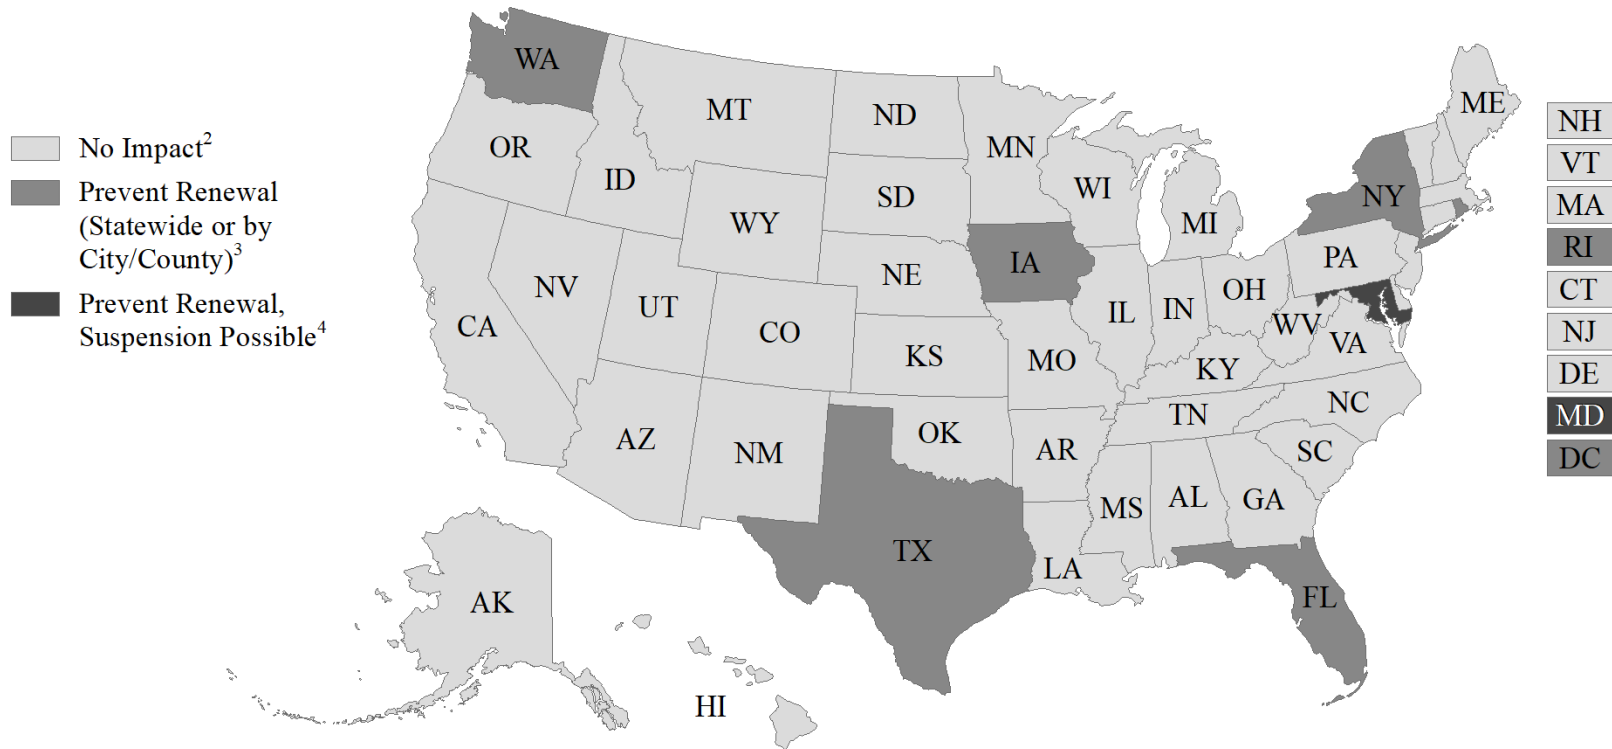 No Impact2
Prevent Renewal
(Statewide or by
City/County)3
Prevent Renewal,
Suspension Possible4
WA
OR
CA
NV
ID
MT
WY
UT
AZ
CO
NM
ND
SD
NE
KS
OK
TX
MN
IA
MO
AR
LA
WI
IL
MI
IN
OH
KY
TN
MS
AL
GA
FL
SC
NC
VA
WV
PA
NY
ME
AK
HI
NH
VT
MA
RI
CT
NJ
DE
MD
DC